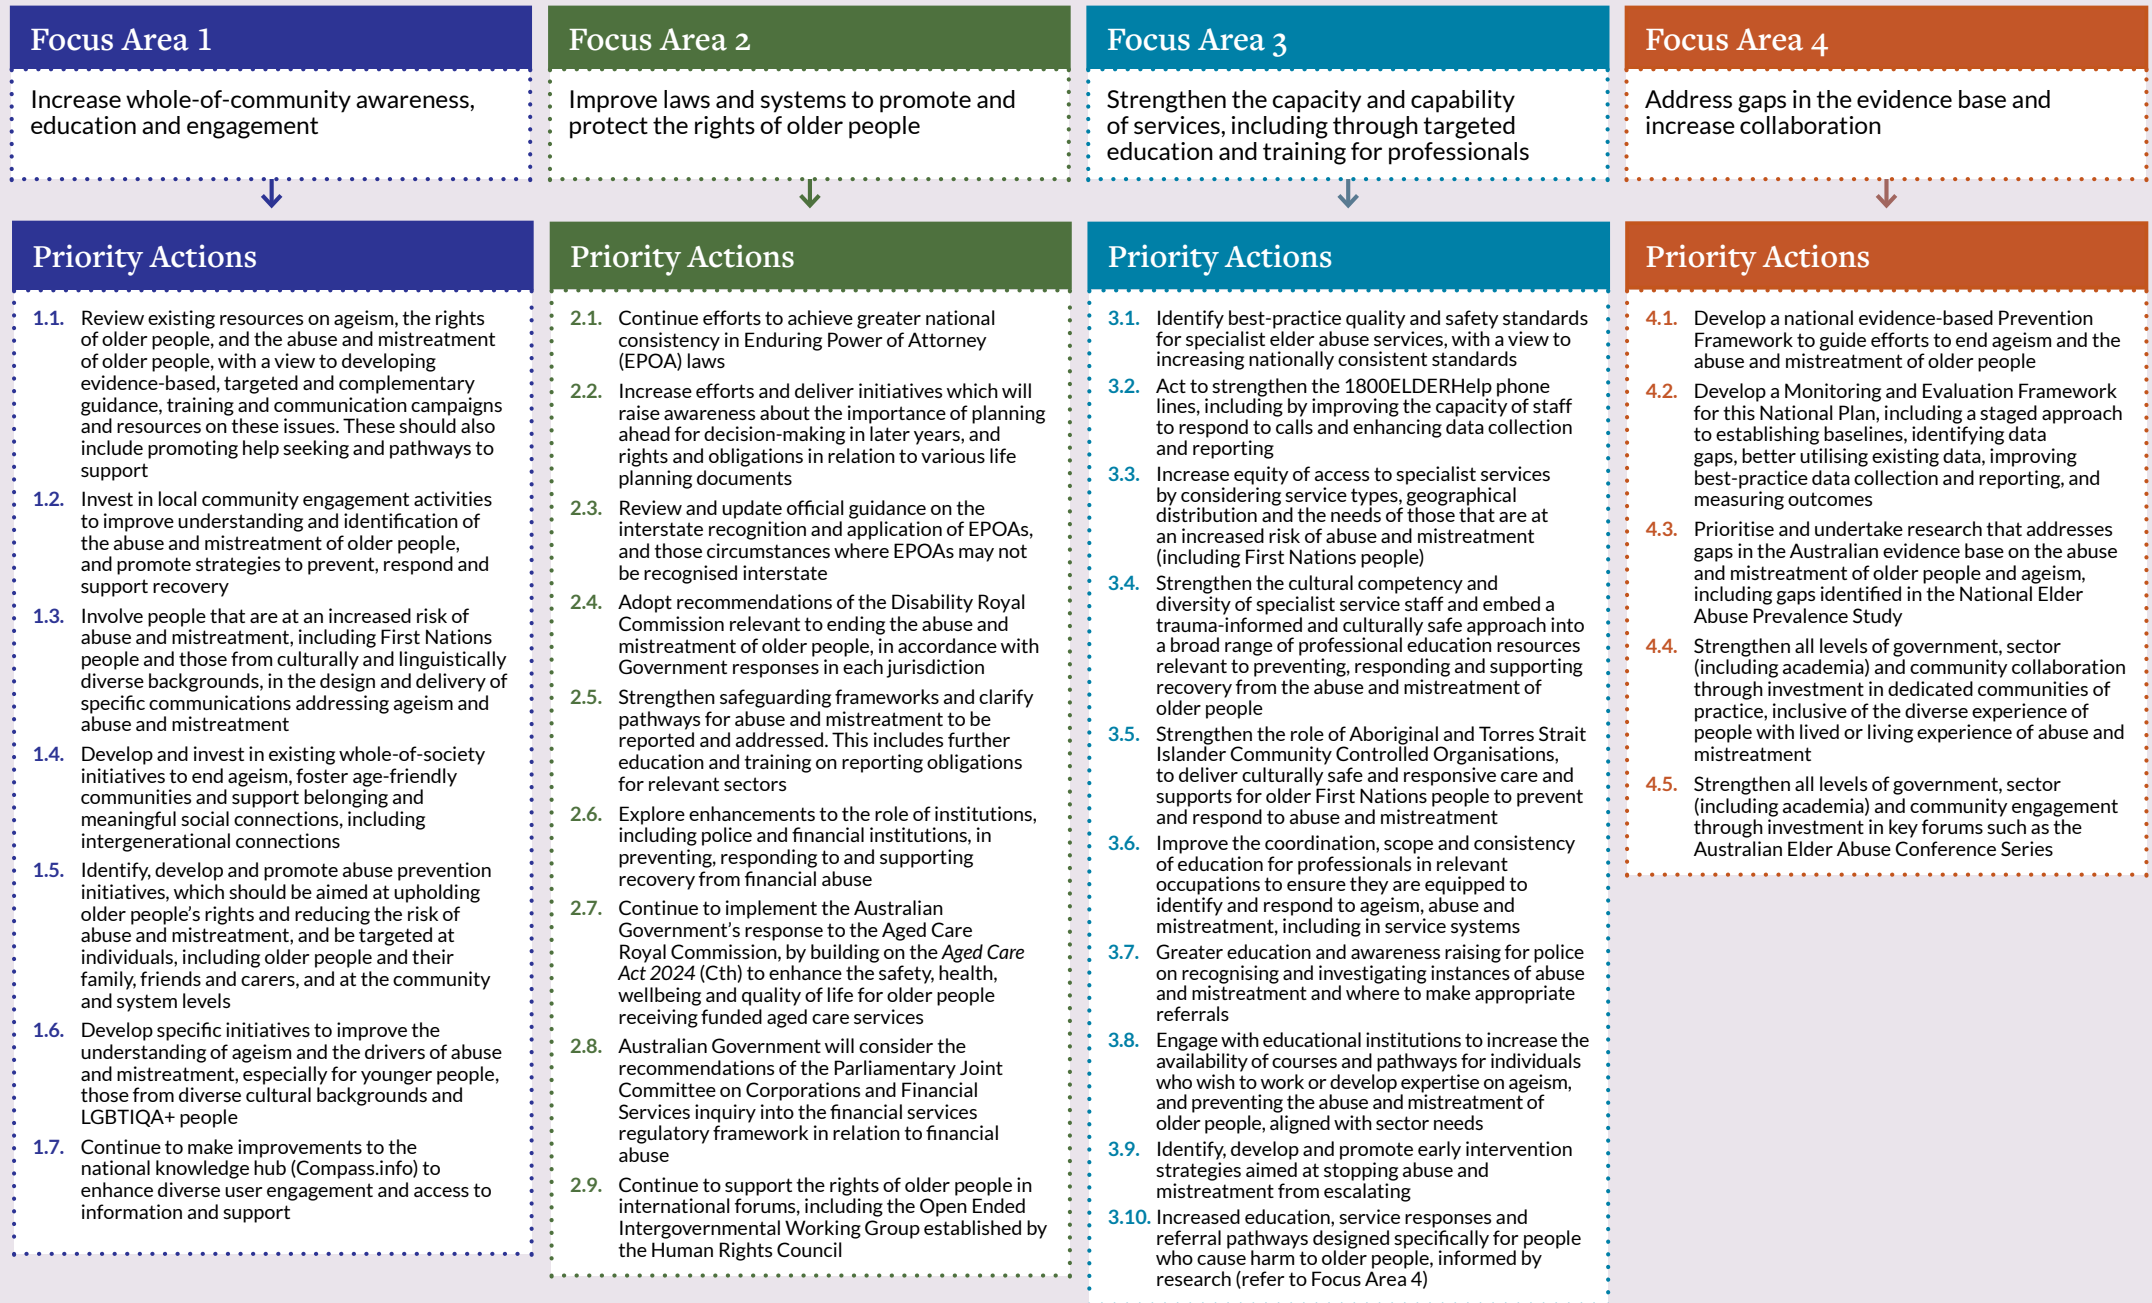 Focus Area 1
Increase whole-of-community awareness,
education and engagement
Priority Actions
1.1. Review existing resources on ageism, the rights
of older people, and the abuse and mistreatment
of older people, with a view to developing
evidence-based, targeted and complementary
guidance, training and communication campaigns
and resources on these issues. These should also
include promoting help seeking and pathways to
support
1.2. Invest in local community engagement activities
to improve understanding and identification of
the abuse and mistreatment of older people,
and promote strategies to prevent, respond and
support recovery
1.3. Involve people that are at an increased risk of
abuse and mistreatment, including First Nations
people and those from culturally and linguistically
diverse backgrounds, in the design and delivery of
specific communications addressing ageism and
abuse and mistreatment
1.4. Develop and invest in existing whole-of-society
initiatives to end ageism, foster age-friendly
communities and support belonging and
meaningful social connections, including
intergenerational connections
1.5. Identify, develop and promote abuse prevention
initiatives, which should be aimed at upholding
older people's rights and reducing the risk of
abuse and mistreatment, and be targeted at
individuals, including older people and their
family, friends and carers, and at the community
and system levels
1.6. Develop specific initiatives to improve the
understanding of ageism and the drivers of abuse
and mistreatment, especially for younger people,
those from diverse cultural backgrounds and
LGBTIQA+ people
1.7. Continue to make improvements to the
national knowledge hub (Compass.info) to
enhance diverse user engagement and access to
information and support
Focus Area 2
Improve laws and systems to promote and
protect the rights of older people
Priority Actions
2.1. Continue efforts to achieve greater national
consistency in Enduring Power of Attorney
(EPOA) laws
2.2. Increase efforts and deliver initiatives which will
raise awareness about the importance of planning
ahead for decision-making in later years, and
rights and obligations in relation to various life
planning documents
2.3. Review and update official guidance on the
interstate recognition and application of EPOAs,
and those circumstances where EPOAs may not
be recognised interstate
2.4. Adopt recommendations of the Disability Royal
Commission relevant to ending the abuse and
mistreatment of older people, in accordance with
Government responses in each jurisdiction
2.5. Strengthen safeguarding frameworks and clarify
pathways for abuse and mistreatment to be
reported and addressed. This includes further
education and training on reporting obligations
for relevant sectors
2.6. Explore enhancements to the role of institutions,
including police and financial institutions, in
preventing, responding to and supporting
recovery from financial abuse
2.7. Continue to implement the Australian
Government's response to the Aged Care
Royal Commission, by building on the Aged Care
Act 2024 (Cth) to enhance the safety, health,
wellbeing and quality of life for older people
receiving funded aged care services
2.8. Australian Government will consider the
recommendations of the Parliamentary Joint
Committee on Corporations and Financial
Services inquiry into the financial services
regulatory framework in relation to financial
abuse
2.9. Continue to support the rights of older people in
international forums, including the Open Ended
Intergovernmental Working Group established by
the Human Rights Council
Focus Area 3
Strengthen the capacity and capability
of services, including through targeted
education and training for professionals
Priority Actions
3.1. Identify best-practice quality and safety standards
for specialist elder abuse services, with a view to
increasing nationally consistent standards
3.2. Act to strengthen the 1800ELDERHelp phone
lines, including by improving the capacity of staff
to respond to calls and enhancing data collection
and reporting
3.3. Increase equity of access to specialist services
by considering service types, geographical
distribution and the needs of those that are at
an increased risk of abuse and mistreatment
(including First Nations people)
3.4. Strengthen the cultural competency and
diversity of specialist service staff and embed a
trauma-informed and culturally safe approach into
a broad range of professional education resources
relevant to preventing, responding and supporting
recovery from the abuse and mistreatment of
older people
3.5. Strengthen the role of Aboriginal and Torres Strait
Islander Community Controlled Organisations,
to deliver culturally safe and responsive care and
supports for older First Nations people to prevent
and respond to abuse and mistreatment
3.6. Improve the coordination, scope and consistency
of education for professionals in relevant
occupations to ensure they are equipped to
identify and respond to ageism, abuse and
mistreatment, including in service systems
3.7. Greater education and awareness raising for police
on recognising and investigating instances of abuse
and mistreatment and where to make appropriate
referrals
3.8. Engage with educational institutions to increase the
availability of courses and pathways for individuals
who wish to work or develop expertise on ageism,
and preventing the abuse and mistreatment of
older people, aligned with sector needs
3.9. Identify, develop and promote early intervention
strategies aimed at stopping abuse and
mistreatment from escalating
3.10. Increased education, service responses and
referral pathways designed specifically for people
who cause harm to older people, informed by
research (refer to Focus Area 4)
Focus Area 4
Address gaps in the evidence base and
increase collaboration
Priority Actions
4.1. Develop a national evidence-based Prevention
Framework to guide efforts to end ageism and the
abuse and mistreatment of older people
4.2. Develop a Monitoring and Evaluation Framework
for this National Plan, including a staged approach
to establishing baselines, identifying data
gaps, better utilising existing data, improving
best-practice data collection and reporting, and
measuring outcomes
4.3. Prioritise and undertake research that addresses
gaps in the Australian evidence base on the abuse
and mistreatment of older people and ageism,
including gaps identified in the National Elder
Abuse Prevalence Study
4.4. Strengthen all levels of government, sector
(including academia) and community collaboration
through investment in dedicated communities of
practice, inclusive of the diverse experience of
people with lived or living experience of abuse and
mistreatment
4.5. Strengthen all levels of government, sector
(including academia) and community engagement
through investment in key forums such as the
Australian Elder Abuse Conference Series